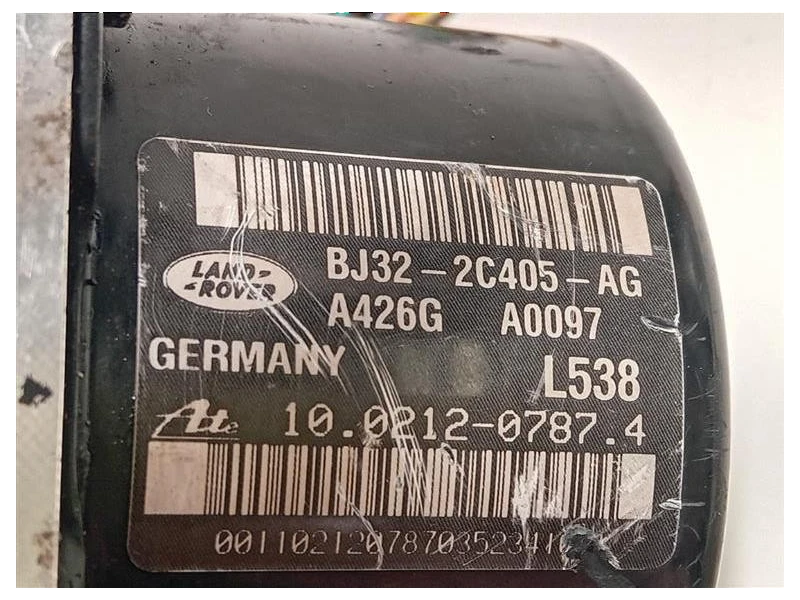 LAND-
-ROVER
BJ32-2C405-AG
A426G A0097
GERMANY L538
Ate 10.0212-0787.4